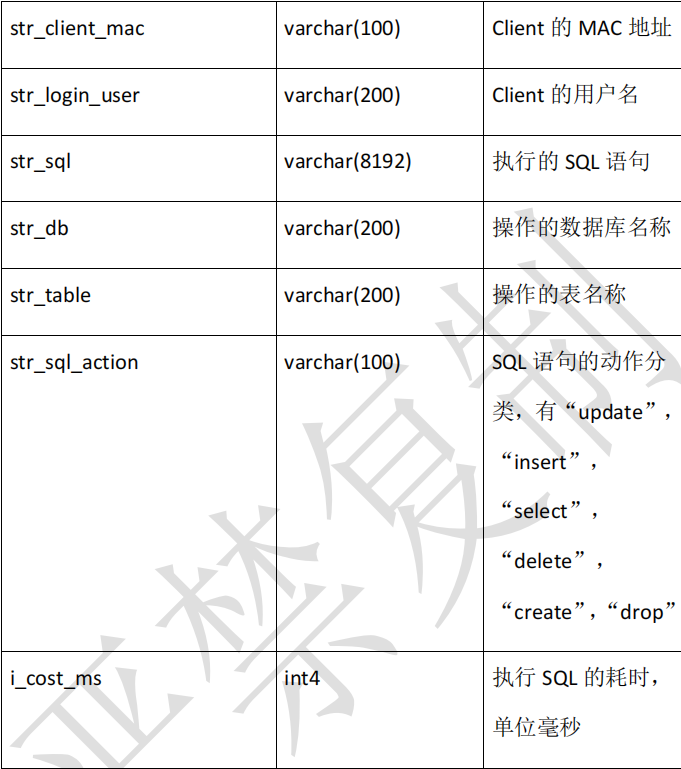 str_client_mac varchar(100) Client 的 MAC 地址
str_login_user varchar(200) Client 的用户名
str_sql varchar(8192) 执行的 SQL 语句
str_db varchar(200) 操作的数据库名称
str_table varchar(200) 操作的表名称
str_sql_action varchar(100) SQL 语句的动作分
类，有“update”，
“insert”，
“select”，
“delete”，
“create”，“drop”
i_cost_ms int4 执行 SQL 的耗时，
单位毫秒
严禁复制